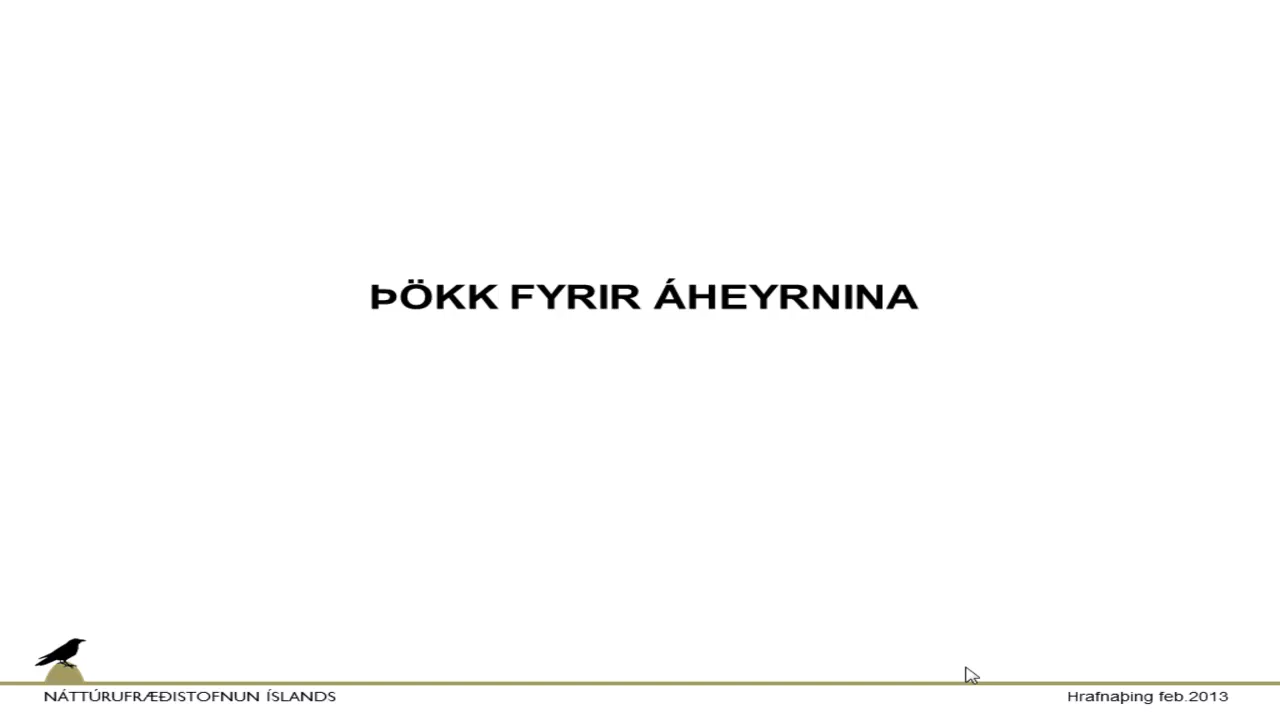 ÞÖKK FYRIR ÁHEYRNINA
NÁTTÚRUFRÆÐISTOFNUN ÍSLANDS
Hrafnaþing feb.2013